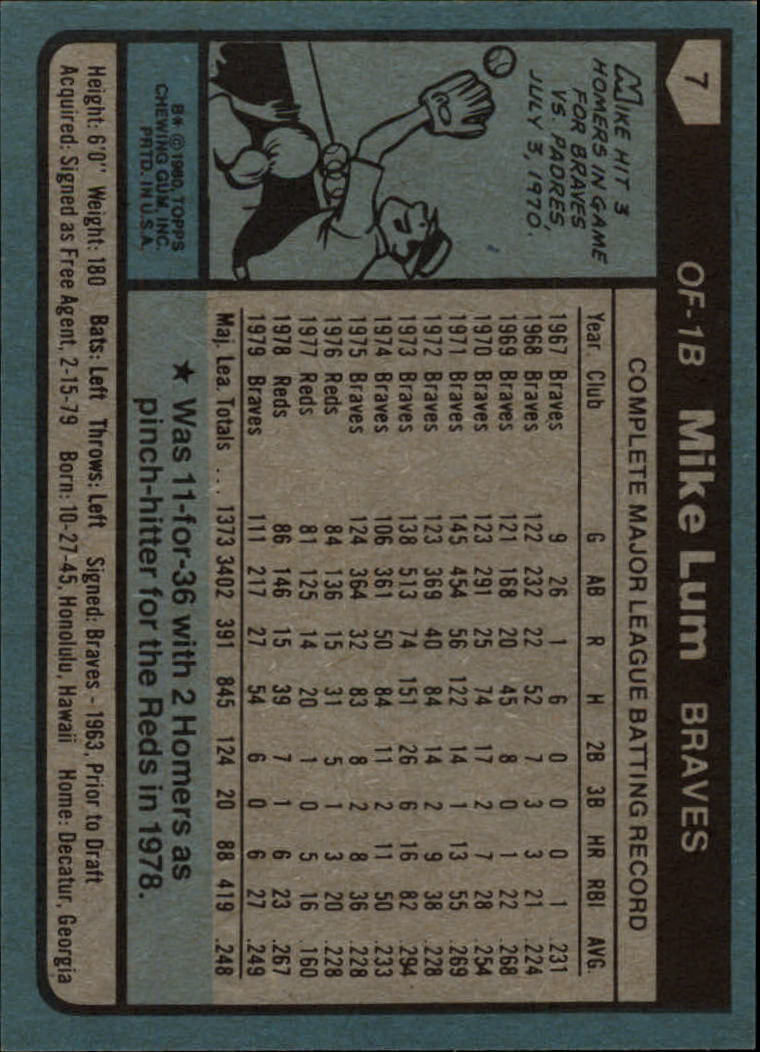 7
OF-1B Mike Lum BRAVES
MIKE HIT 3
HOMERS IN GAME
FOR BRAVES
VS. PADRES,
JULY 3, 1970.
8* © 1980, TOPPS
CHEWING GUM, INC.
PRTD. IN U.S.A.
COMPLETE MAJOR LEAGUE BATTING RECORD
Year Club G AB R H 2B 3B HR RBI AVG.
1967 Braves 9 26 1 6 0 0 0 1 .231
1968 Braves 122 232 22 52 7 3 3 21 .224
1969 Braves 121 168 20 45 8 0 1 22 .268
1970 Braves 123 291 25 74 17 2 7 28 .254
1971 Braves 145 454 56 122 14 1 13 55 .269
1972 Braves 123 369 40 84 14 2 9 38 .228
1973 Braves 138 513 74 151 26 6 16 82 .294
1974 Braves 106 361 50 84 11 2 11 50 .233
1975 Braves 124 364 32 83 8 2 8 36 .228
1976 Reds 84 136 15 31 5 1 3 20 .228
1977 Reds 81 125 14 20 1 0 5 16 .160
1978 Reds 86 146 15 39 7 1 6 23 .267
1979 Braves 111 217 27 54 6 0 6 27 .249
Maj. Lea. Totals ... 1373 3402 391 845 124 20 88 419 .248
★ Was 11-for-36 with 2 Homers as
pinch-hitter for the Reds in 1978.
Height: 6'0" Weight: 180 Bats: Left Throws: Left Signed: Braves - 1963, Prior to Draft
Acquired: Signed as Free Agent, 2-15-79 Born: 10-27-45, Honolulu, Hawaii Home: Decatur, Georgia